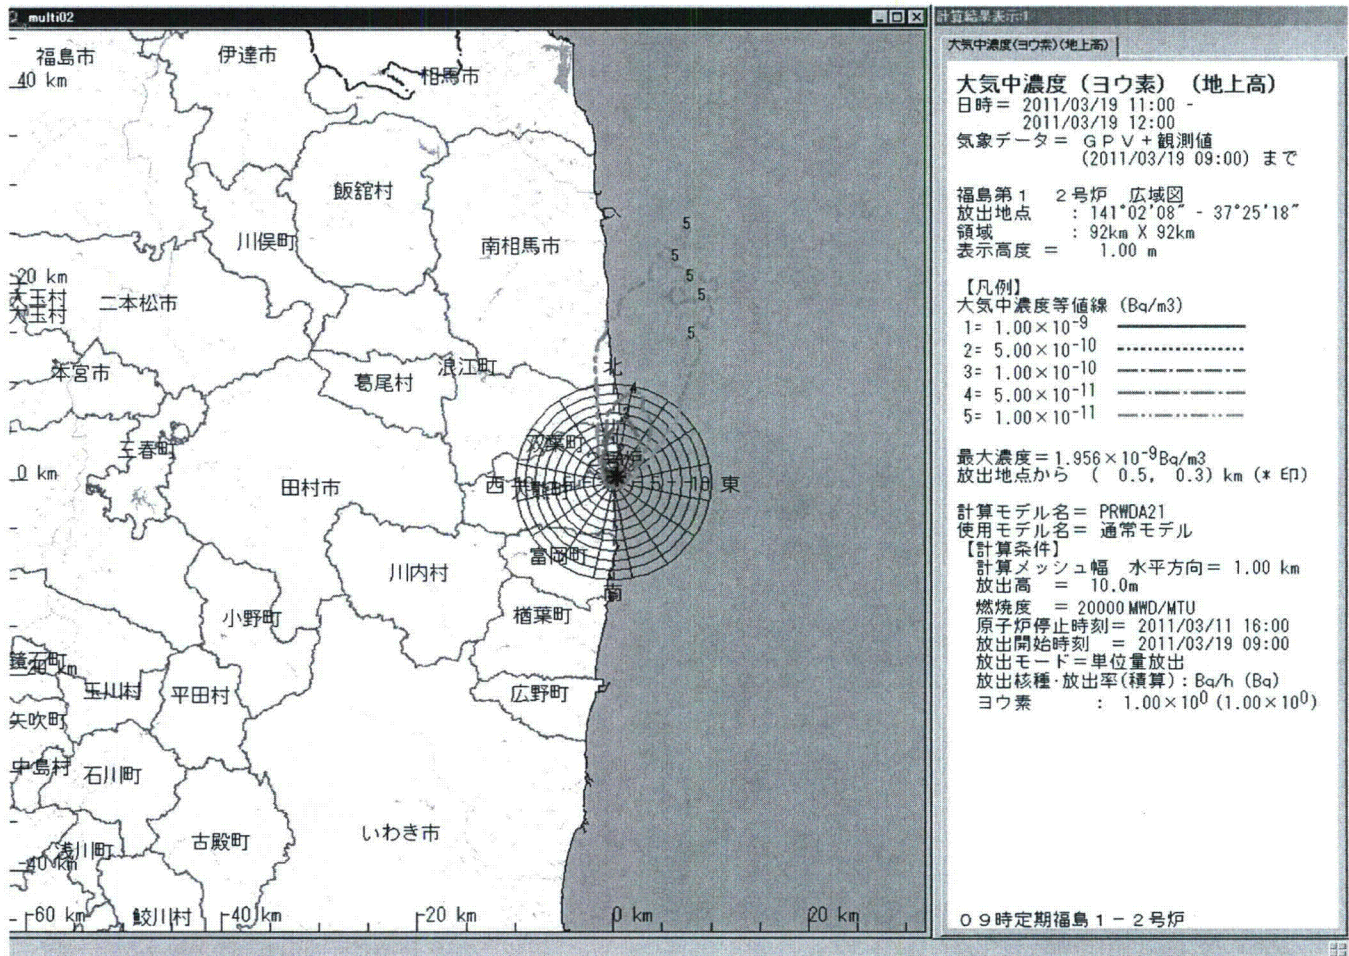 multi02
福島市
伊達市
相馬市
40 km
飯舘村
川俣町
南相馬市
20 km
大玉村
大玉村
二本松市
本宮市
葛尾村
浪江町
北
三春町
双葉町
0 km
田村市
西
東
富岡町
川内村
南
小野町
楢葉町
鏡石町
玉川村
平田村
広野町
矢吹町
中島村
石川町
古殿町
いわき市
浅川町
-40 km
鮫川村
-60 km
-40 km
-20 km
0 km
20 km
5
5
5
5
5
4
計算結果表示:1
大気中濃度(ヨウ素)(地上高)
大気中濃度(ヨウ素) (地上高)
日時= 2011/03/19 11:00 -
2011/03/19 12:00
気象データ= GPV+観測値
(2011/03/19 09:00) まで
福島第1 2号炉 広域図
放出地点 : 141°02'08" - 37°25'18"
領域 : 92km X 92km
表示高度 = 1.00 m
【凡例】
大気中濃度等値線 (Bq/m3)
1= 1.00×10⁻⁹
2= 5.00×10⁻¹⁰
3= 1.00×10⁻¹⁰
4= 5.00×10⁻¹¹
5= 1.00×10⁻¹¹
最大濃度=1.956×10⁻⁹Bq/m3
放出地点から ( 0.5, 0.3) km (* 印)
計算モデル名= PRWDA21
使用モデル名= 通常モデル
【計算条件】
計算メッシュ幅 水平方向= 1.00 km
放出高 = 10.0m
燃焼度 = 20000MWD/MTU
原子炉停止時刻= 2011/03/11 16:00
放出開始時刻 = 2011/03/19 09:00
放出モード=単位量放出
放出核種・放出率(積算):Bq/h (Bq)
ヨウ素 : 1.00×10⁰ (1.00×10⁰)
09時定期福島1-2号炉